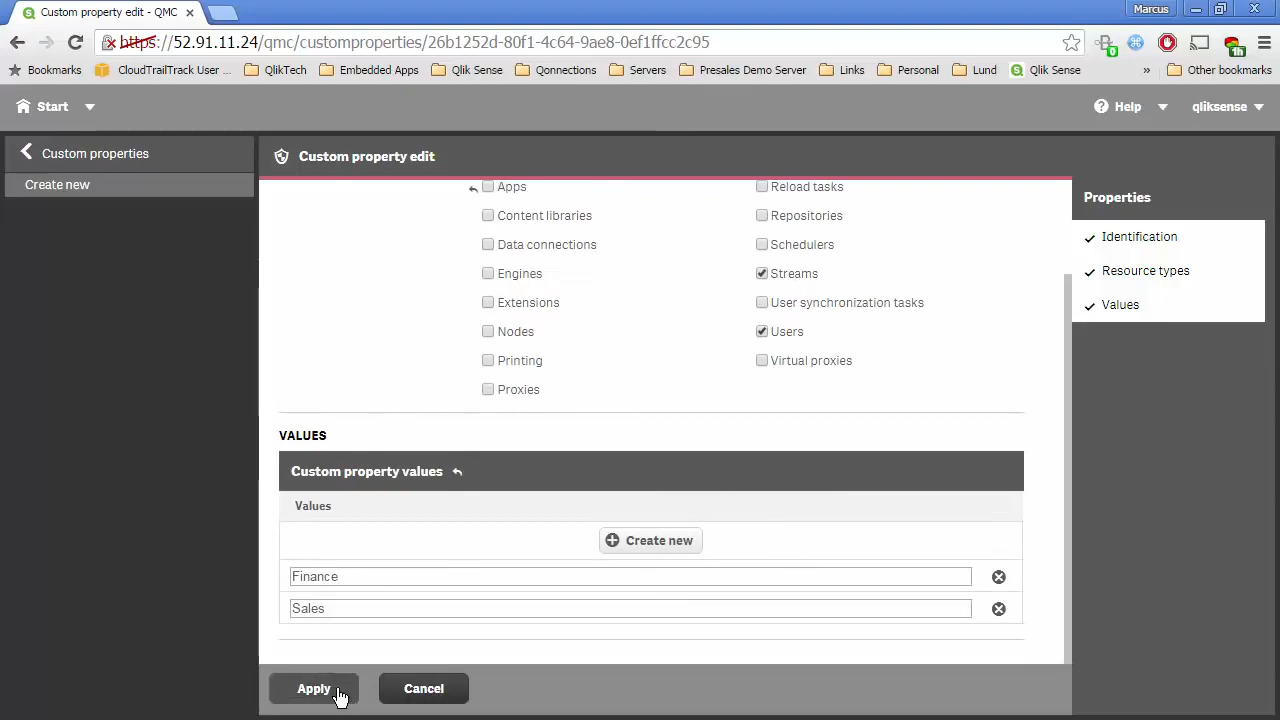 Custom property edit - QMC
Marcus
https://52.91.11.24/qmc/customproperties/26b1252d-80f1-4c64-9ae8-0ef1ffcc2c95
0
1h
Bookmarks
CloudTrailTrack User ...
QlikTech
Embedded Apps
Qlik Sense
Qonnections
Servers
Presales Demo Server
Links
Personal
Lund
Qlik Sense
»
Other bookmarks
Start
Help
qliksense
Custom properties
Create new
Custom property edit
Apps
Reload tasks
Content libraries
Repositories
Data connections
Schedulers
Engines
Streams
Extensions
User synchronization tasks
Nodes
Users
Printing
Virtual proxies
Proxies
VALUES
Custom property values
Values
Create new
Finance
Sales
Apply
Cancel
Properties
Identification
Resource types
Values